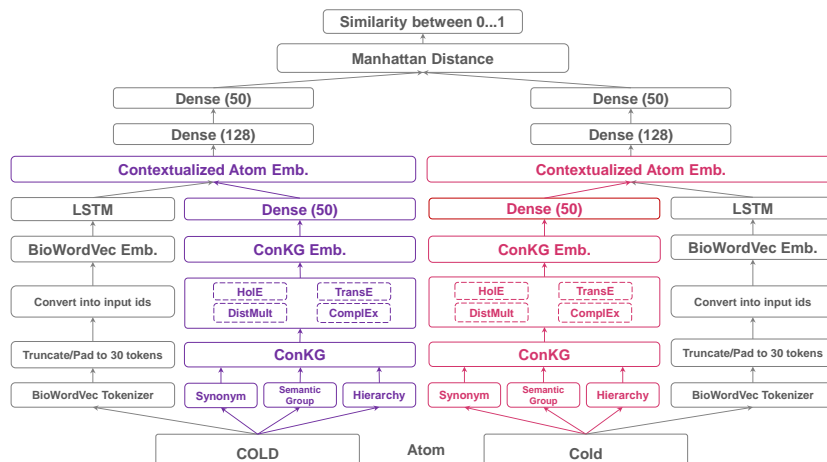 Similarity between 0...1
Manhattan Distance
Dense (50)
Dense (50)
Dense (128)
Dense (128)
Contextualized Atom Emb.
Contextualized Atom Emb.
LSTM
Dense (50)
Dense (50)
LSTM
BioWordVec Emb.
ConKG Emb.
ConKG Emb.
BioWordVec Emb.
HolE
TransE
HolE
TransE
Convert into input ids
Convert into input ids
DistMult
ComplEx
DistMult
ComplEx
Truncate/Pad to 30 tokens
ConKG
ConKG
Truncate/Pad to 30 tokens
BioWordVec Tokenizer
Synonym
Semantic
Group
Hierarchy
Synonym
Semantic
Group
Hierarchy
BioWordVec Tokenizer
COLD
Atom
Cold